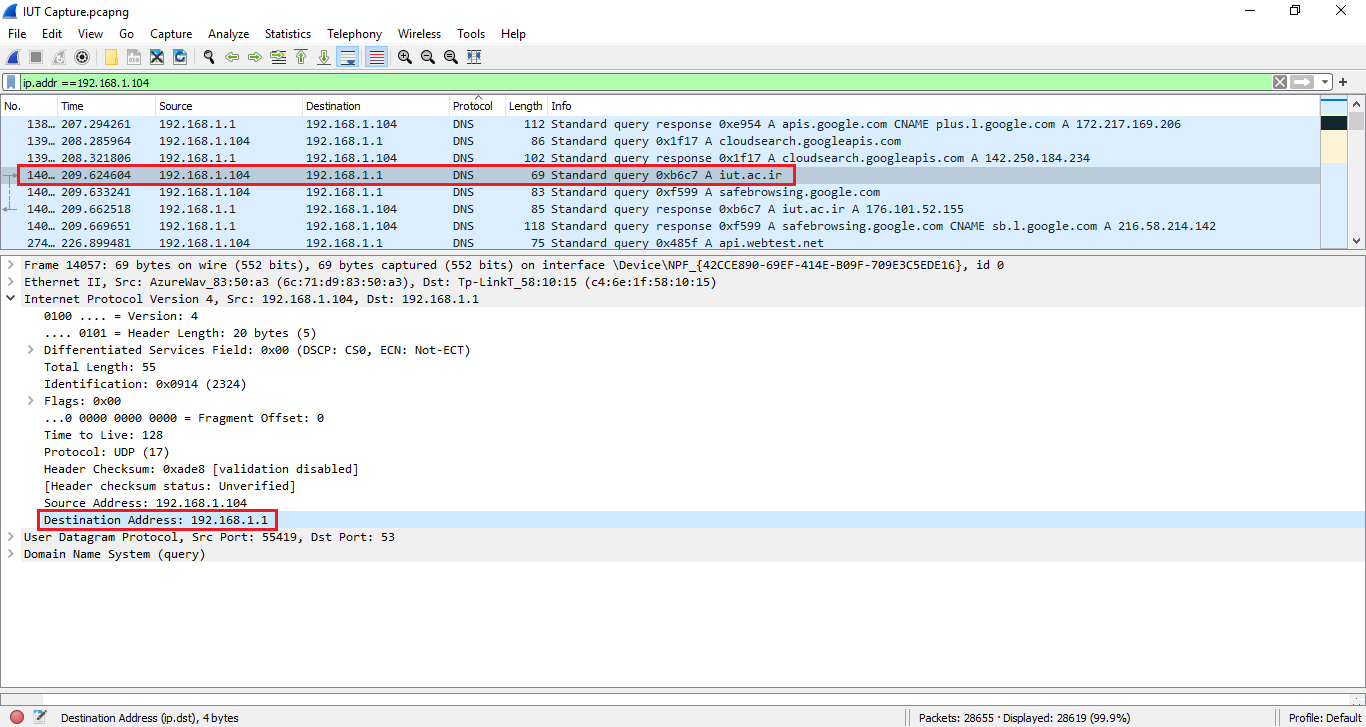 IUT Capture.pcapng
File Edit View Go Capture Analyze Statistics Telephony Wireless Tools Help
ip.addr ==192.168.1.104
No. Time Source Destination Protocol Length Info
138… 207.294261 192.168.1.1 192.168.1.104 DNS 112 Standard query response 0xe954 A apis.google.com CNAME plus.l.google.com A 172.217.169.206
139… 208.285964 192.168.1.104 192.168.1.1 DNS 86 Standard query 0x1f17 A cloudsearch.googleapis.com
139… 208.321806 192.168.1.1 192.168.1.104 DNS 102 Standard query response 0x1f17 A cloudsearch.googleapis.com A 142.250.184.234
140… 209.624604 192.168.1.104 192.168.1.1 DNS 69 Standard query 0xb6c7 A iut.ac.ir
140… 209.633241 192.168.1.104 192.168.1.1 DNS 83 Standard query 0xf599 A safebrowsing.google.com
140… 209.662518 192.168.1.1 192.168.1.104 DNS 85 Standard query response 0xb6c7 A iut.ac.ir A 176.101.52.155
140… 209.669651 192.168.1.1 192.168.1.104 DNS 118 Standard query response 0xf599 A safebrowsing.google.com CNAME sb.l.google.com A 216.58.214.142
274… 226.899481 192.168.1.104 192.168.1.1 DNS 75 Standard query 0x485f A api.webtest.net
Frame 14057: 69 bytes on wire (552 bits), 69 bytes captured (552 bits) on interface \Device\NPF_{42CCE890-69EF-414E-B09F-709E3C5EDE16}, id 0
Ethernet II, Src: AzureWav_83:50:a3 (6c:71:d9:83:50:a3), Dst: Tp-LinkT_58:10:15 (c4:6e:1f:58:10:15)
Internet Protocol Version 4, Src: 192.168.1.104, Dst: 192.168.1.1
0100 .... = Version: 4
.... 0101 = Header Length: 20 bytes (5)
Differentiated Services Field: 0x00 (DSCP: CS0, ECN: Not-ECT)
Total Length: 55
Identification: 0x0914 (2324)
Flags: 0x00
...0 0000 0000 0000 = Fragment Offset: 0
Time to Live: 128
Protocol: UDP (17)
Header Checksum: 0xade8 [validation disabled]
[Header checksum status: Unverified]
Source Address: 192.168.1.104
Destination Address: 192.168.1.1
User Datagram Protocol, Src Port: 55419, Dst Port: 53
Domain Name System (query)
Destination Address (ip.dst), 4 bytes Packets: 28655 · Displayed: 28619 (99.9%) Profile: Default